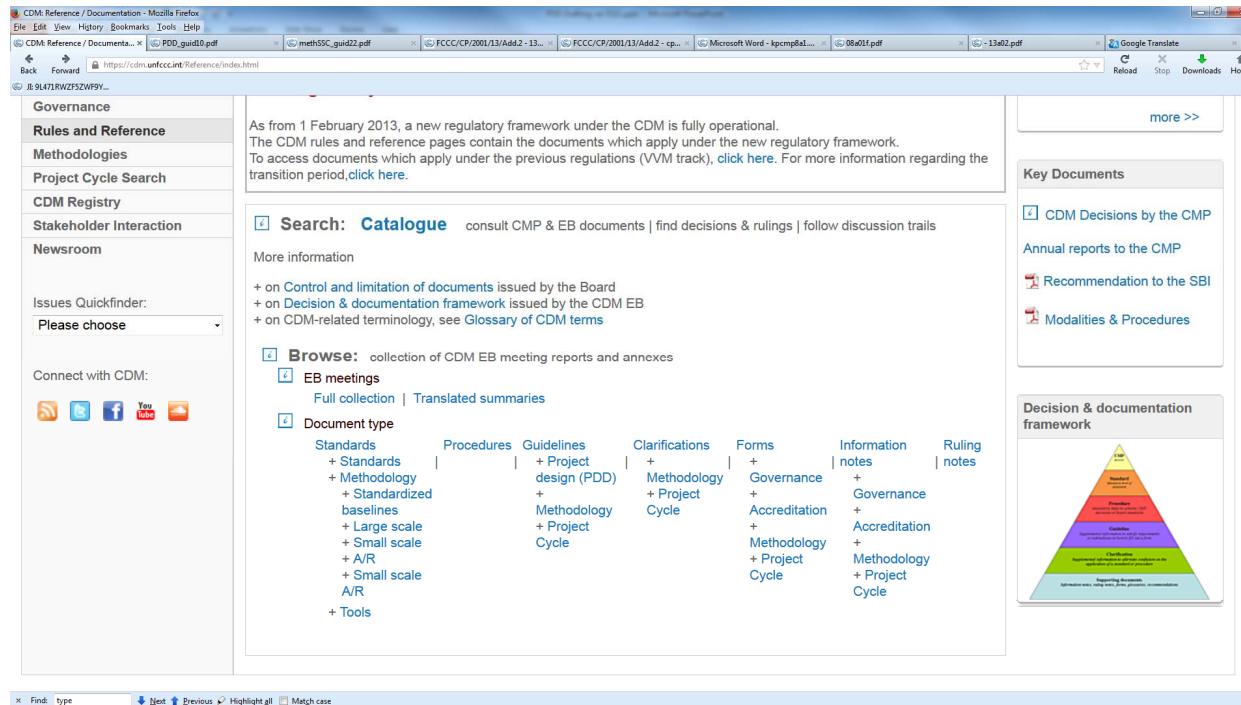 CDM: Reference / Documentation - Mozilla Firefox
File Edit View History Bookmarks Tools Help
CDM: Reference / Documenta... × PDD_guid10.pdf × methSSC_guid22.pdf × FCCC/CP/2001/13/Add.2 - 13... × FCCC/CP/2001/13/Add.2 - cp... × Microsoft Word - kpcmp8a1.... × 08a01f.pdf × - 13a02.pdf × Google Translate ×
Back Forward https://cdm.unfccc.int/Reference/index.html Reload Stop Downloads Ho
JI: 9L471RWZF5ZWF9Y...
Governance
Rules and Reference
Methodologies
Project Cycle Search
CDM Registry
Stakeholder Interaction
Newsroom
Issues Quickfinder:
Please choose
Connect with CDM:
You Tube
As from 1 February 2013, a new regulatory framework under the CDM is fully operational.
The CDM rules and reference pages contain the documents which apply under the new regulatory framework.
To access documents which apply under the previous regulations (VVM track), click here. For more information regarding the
transition period,click here.
Search: Catalogue consult CMP & EB documents | find decisions & rulings | follow discussion trails
More information
+ on Control and limitation of documents issued by the Board
+ on Decision & documentation framework issued by the CDM EB
+ on CDM-related terminology, see Glossary of CDM terms
Browse: collection of CDM EB meeting reports and annexes
EB meetings
Full collection | Translated summaries
Document type
Standards
+ Standards
+ Methodology
+ Standardized
baselines
+ Large scale
+ Small scale
+ A/R
+ Small scale
A/R
+ Tools
|
Procedures
|
Guidelines
+ Project
design (PDD)
+
Methodology
+ Project
Cycle
|
Clarifications
+
Methodology
+ Project
Cycle
|
Forms
+
Governance
+
Accreditation
+
Methodology
+ Project
Cycle
|
Information
notes
+
Governance
+
Accreditation
+
Methodology
+ Project
Cycle
|
Ruling
notes
more >>
Key Documents
CDM Decisions by the CMP
Annual reports to the CMP
Recommendation to the SBI
Modalities & Procedures
Decision & documentation
framework
CMP
Standard
Procedure
Guideline
Clarification
Supporting documents
× Find: type Next Previous Highlight all Match case